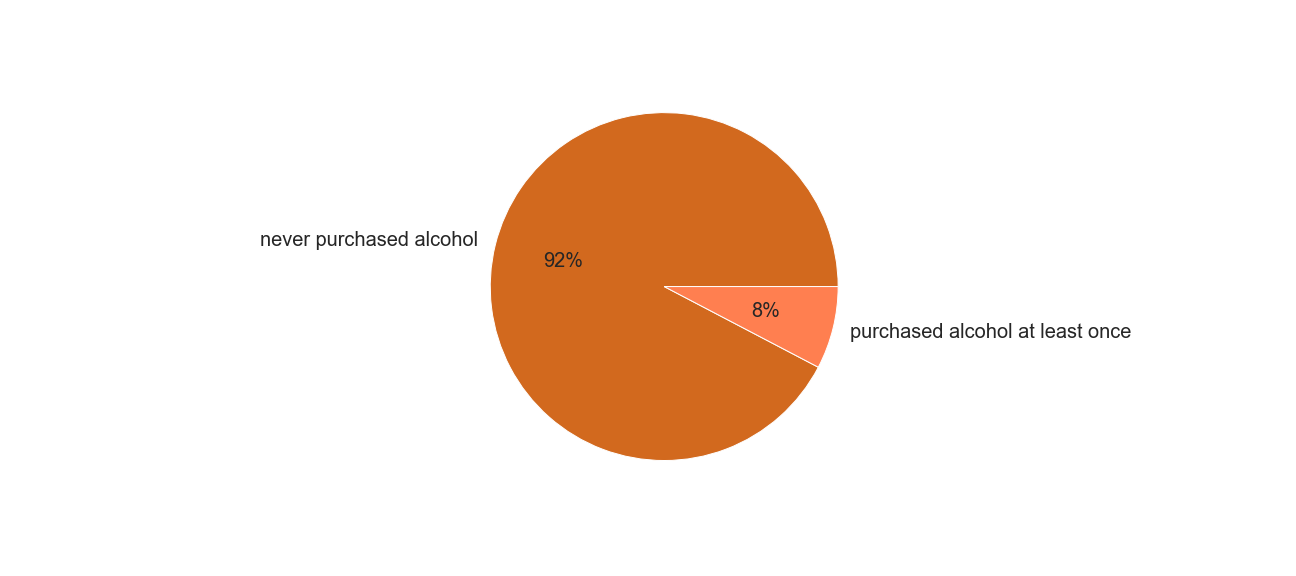 never purchased alcohol
92%
8%
purchased alcohol at least once